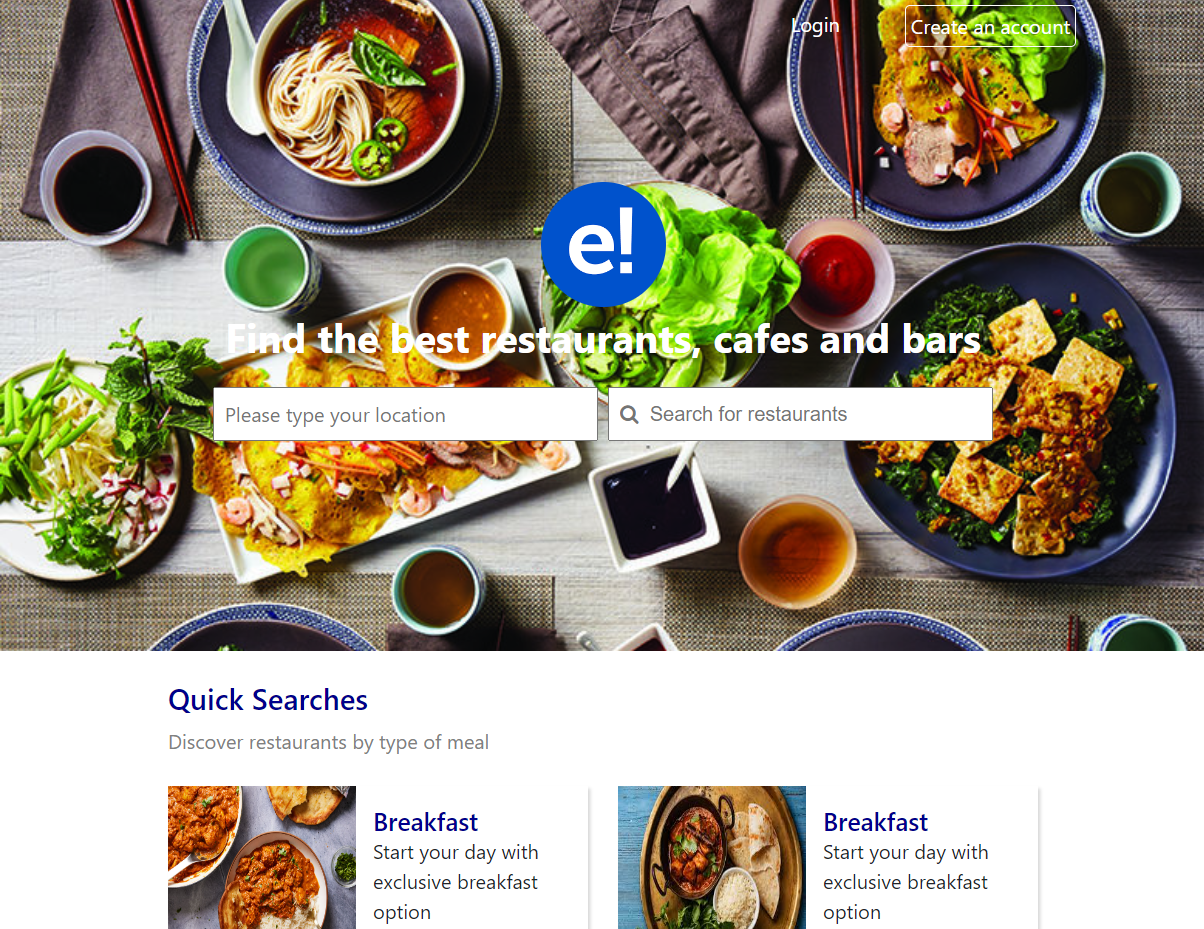 Login
Create an account
e!
Find the best restaurants, cafes and bars
Please type your location
Search for restaurants
Quick Searches
Discover restaurants by type of meal
Breakfast
Start your day with
exclusive breakfast
option
Breakfast
Start your day with
exclusive breakfast
option